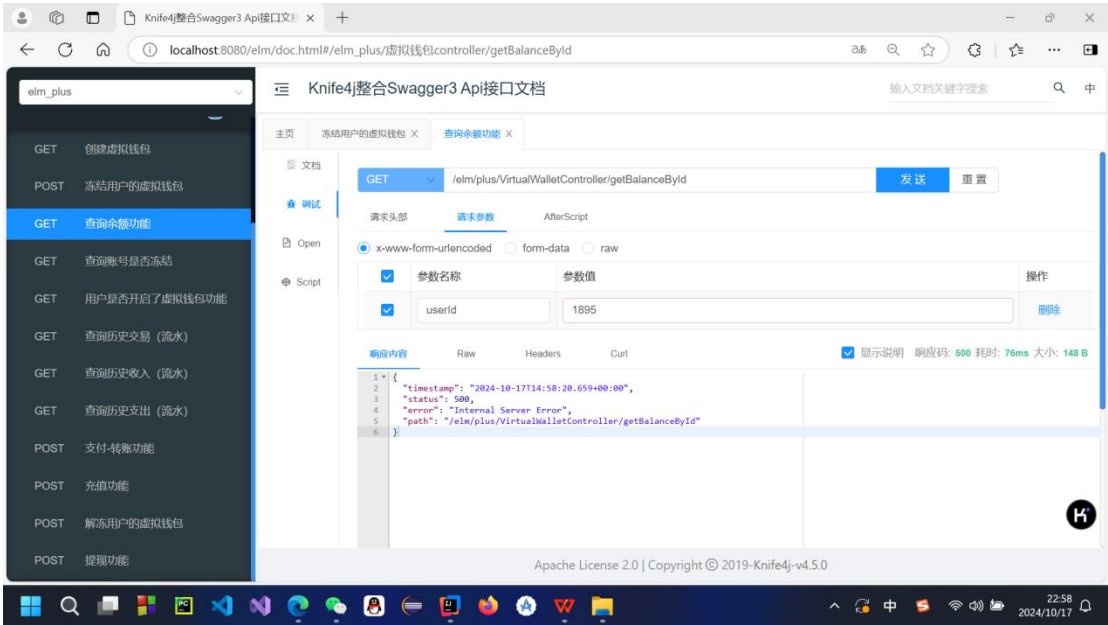 Knife4j整合Swagger3 Api接口文档
localhost:8080/elm/doc.html#/elm_plus/虚拟钱包controller/getBalanceById
elm_plus
Knife4j整合Swagger3 Api接口文档
输入文档关键字搜索
中
主页
冻结用户的虚拟钱包
查询余额功能
GET 创建虚拟钱包
POST 冻结用户的虚拟钱包
GET 查询余额功能
GET 查询账号是否冻结
GET 用户是否开启了虚拟钱包功能
GET 查询历史交易（流水）
GET 查询历史收入（流水）
GET 查询历史支出（流水）
POST 支付-转账功能
POST 充值功能
POST 解冻用户的虚拟钱包
POST 提现功能
文档
调试
Open
Script
GET /elm/plus/VirtualWalletController/getBalanceById 发送 重置
请求头部 请求参数 AfterScript
x-www-form-urlencoded form-data raw
参数名称 参数值 操作
userId 1895 删除
响应内容 Raw Headers Curl 显示说明 响应码: 500 耗时: 76ms 大小: 148 B
1 {
2 "timestamp": "2024-10-17T14:58:20.659+00:00",
3 "status": 500,
4 "error": "Internal Server Error",
5 "path": "/elm/plus/VirtualWalletController/getBalanceById"
6 }
Apache License 2.0 | Copyright © 2019-Knife4j-v4.5.0
中
22:58
2024/10/17